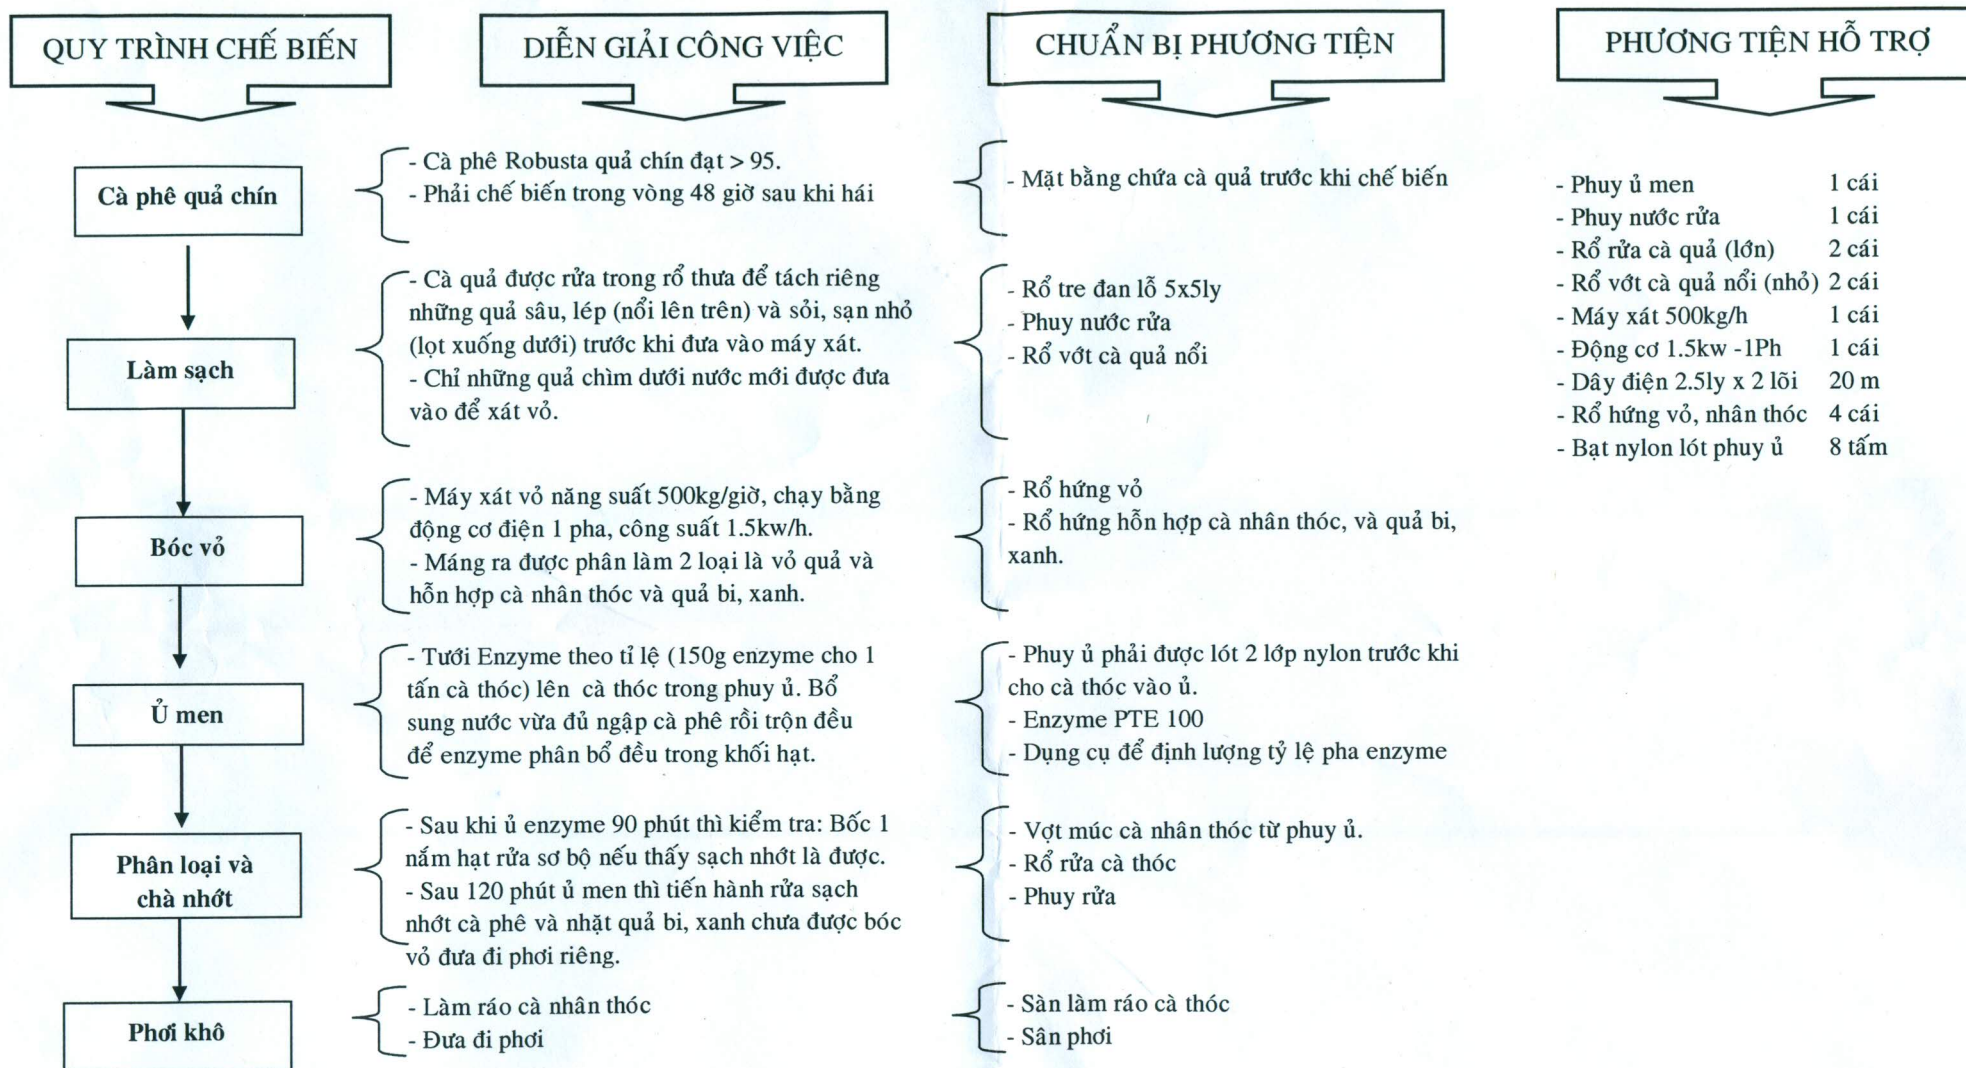 QUY TRÌNH CHẾ BIẾN
DIỄN GIẢI CÔNG VIỆC
CHUẨN BỊ PHƯƠNG TIỆN
PHƯƠNG TIỆN HỖ TRỢ
Cà phê quả chín
- Cà phê Robusta quả chín đạt > 95.
- Phải chế biến trong vòng 48 giờ sau khi hái
- Mặt bằng chứa cà quả trước khi chế biến
Làm sạch
- Cà quả được rửa trong rổ thưa để tách riêng
những quả sâu, lép (nổi lên trên) và sỏi, sạn nhỏ
(lọt xuống dưới) trước khi đưa vào máy xát.
- Chỉ những quả chìm dưới nước mới được đưa
vào để xát vỏ.
- Rổ tre đan lỗ 5x5ly
- Phuy nước rửa
- Rổ vớt cà quả nổi
Bóc vỏ
- Máy xát vỏ năng suất 500kg/giờ, chạy bằng
động cơ điện 1 pha, công suất 1.5kw/h.
- Máng ra được phân làm 2 loại là vỏ quả và
hỗn hợp cà nhân thóc và quả bi, xanh.
- Rổ hứng vỏ
- Rổ hứng hỗn hợp cà nhân thóc, và quả bi,
xanh.
Ủ men
- Tưới Enzyme theo tỉ lệ (150g enzyme cho 1
tấn cà thóc) lên cà thóc trong phuy ủ. Bổ
sung nước vừa đủ ngập cà phê rồi trộn đều
để enzyme phân bổ đều trong khối hạt.
- Phuy ủ phải được lót 2 lớp nylon trước khi
cho cà thóc vào ủ.
- Enzyme PTE 100
- Dụng cụ để định lượng tỷ lệ pha enzyme
Phân loại và
chà nhớt
- Sau khi ủ enzyme 90 phút thì kiểm tra: Bốc 1
nắm hạt rửa sơ bộ nếu thấy sạch nhớt là được.
- Sau 120 phút ủ men thì tiến hành rửa sạch
nhớt cà phê và nhặt quả bi, xanh chưa được bóc
vỏ đưa đi phơi riêng.
- Vợt múc cà nhân thóc từ phuy ủ.
- Rổ rửa cà thóc
- Phuy rửa
Phơi khô
- Làm ráo cà nhân thóc
- Đưa đi phơi
- Sàn làm ráo cà thóc
- Sân phơi
- Phuy ủ men 1 cái
- Phuy nước rửa 1 cái
- Rổ rửa cà quả (lớn) 2 cái
- Rổ vớt cà quả nổi (nhỏ) 2 cái
- Máy xát 500kg/h 1 cái
- Động cơ 1.5kw -1Ph 1 cái
- Dây điện 2.5ly x 2 lõi 20 m
- Rổ hứng vỏ, nhân thóc 4 cái
- Bạt nylon lót phuy ủ 8 tấm